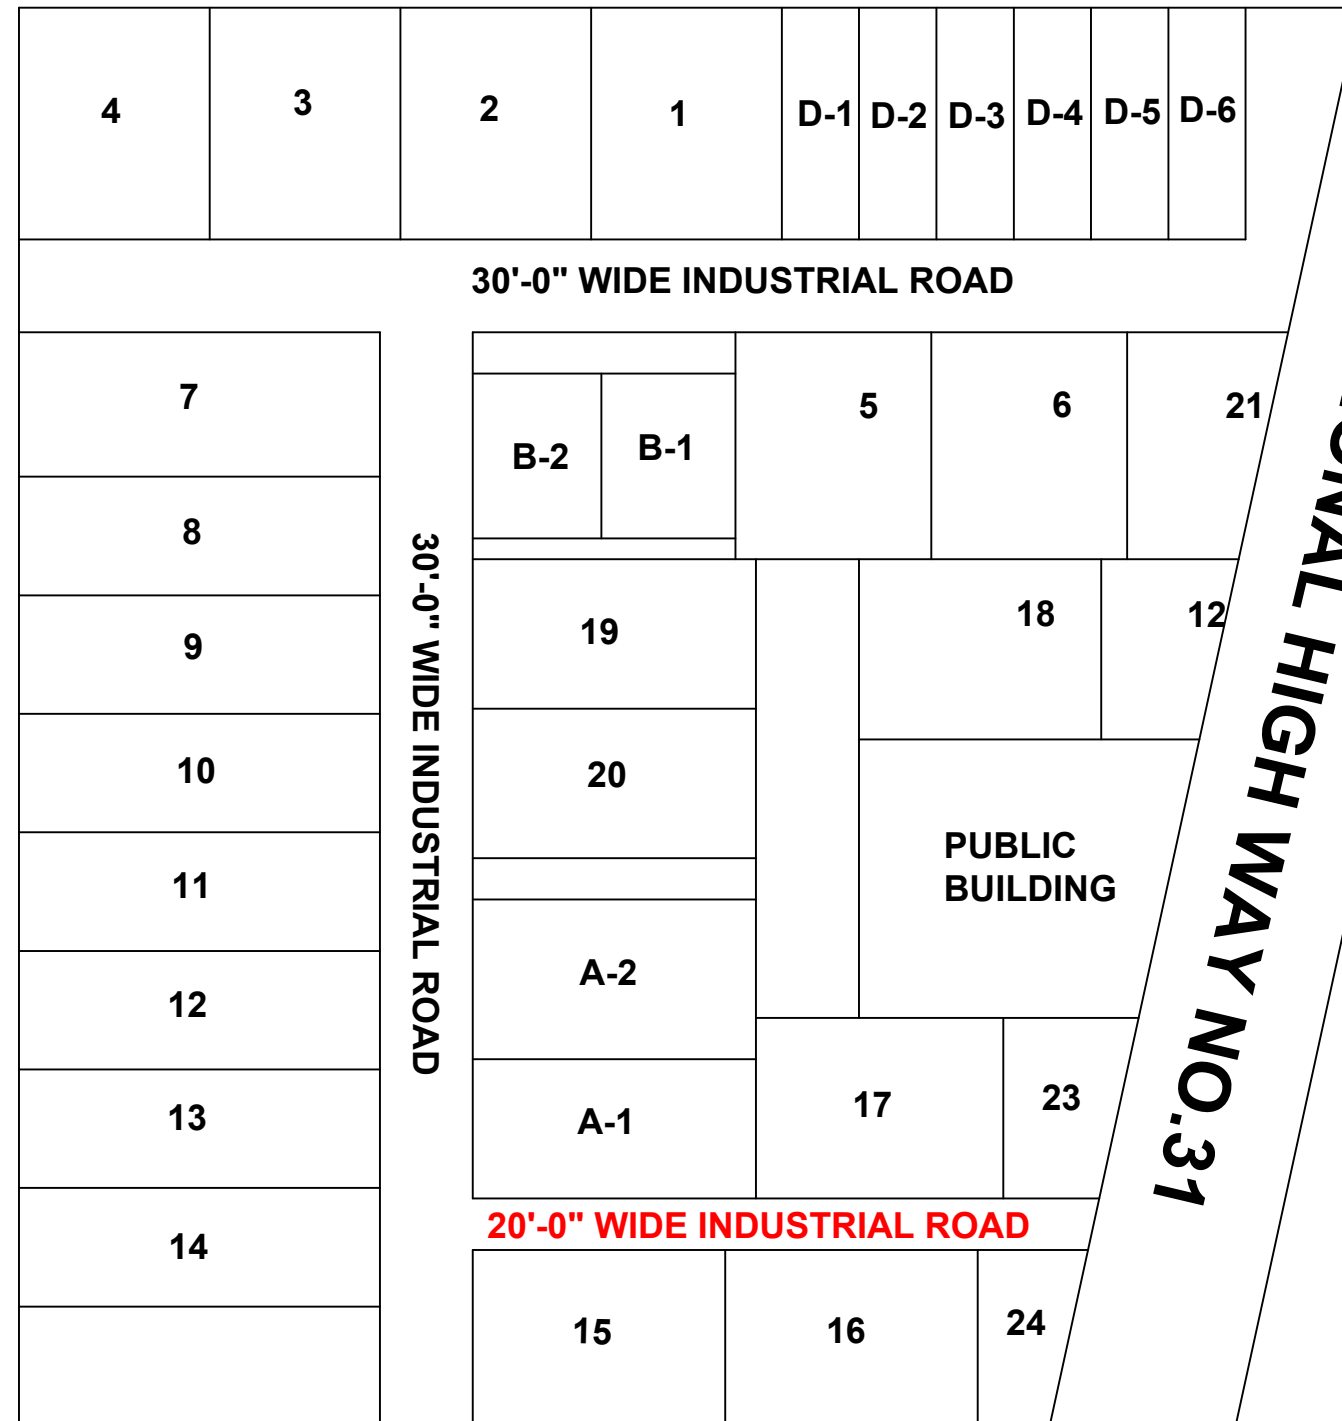 4 3 2 1 D-1 D-2 D-3 D-4 D-5 D-6
30'-0" WIDE INDUSTRIAL ROAD
7
8
9
10
11
12
13
14
30'-0" WIDE INDUSTRIAL ROAD
B-2 B-1 5 6 21
19 18 12
20
PUBLIC
BUILDING
A-2
A-1 17 23
20'-0" WIDE INDUSTRIAL ROAD
15 16 24
HIGH WAY NO.31